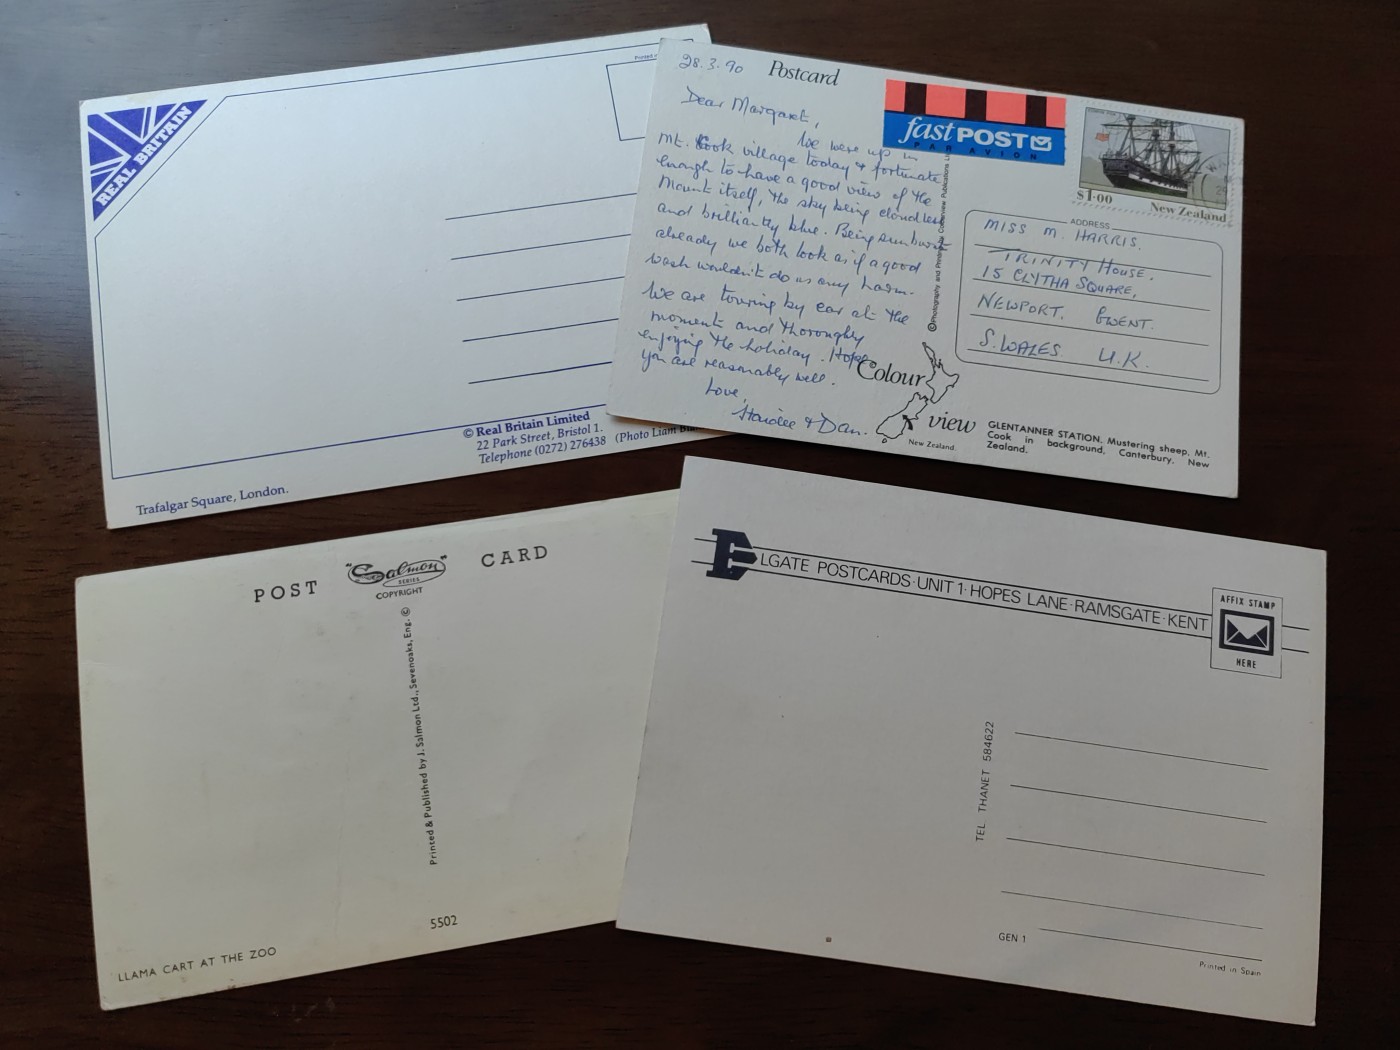 REAL BRITAIN
© Real Britain Limited
22 Park Street, Bristol 1.
Telephone (0272) 276438 (Photo Liam
Trafalgar Square, London.
28.3.90 Postcard
Dear Margaret,
We were up in
Mt. Cook village today & fortunate
enough to have a good view of the
Mount itself, the sky being cloudless
and brilliantly blue. Being sunburnt
already we both look as if a good
wash wouldn't do us any harm.
We are touring by car at the
moment and thoroughly
enjoying the holiday. Hope
you are reasonably well.
Love,
& Dan.
fast POST
PAR AVION
$1.00 New Zealand
© Photography and
ADDRESS
MISS M. HARRIS.
TRINITY HOUSE.
15 CLYTHA SQUARE,
NEWPORT. GWENT.
S. WALES U.K.
Colour
view
New Zealand.
GLENTANNER STATION. Mustering sheep, Mt.
Cook in background, Canterbury, New
Zealand.
POST "Salmon" CARD
SERIES
COPYRIGHT
Printed & Published by J. Salmon Ltd., Sevenoaks, Eng. ©
5502
LLAMA CART AT THE ZOO
ELGATE POSTCARDS·UNIT 1·HOPES LANE·RAMSGATE·KENT
AFFIX STAMP
HERE
TEL THANET 584622
GEN 1
Printed in Spain